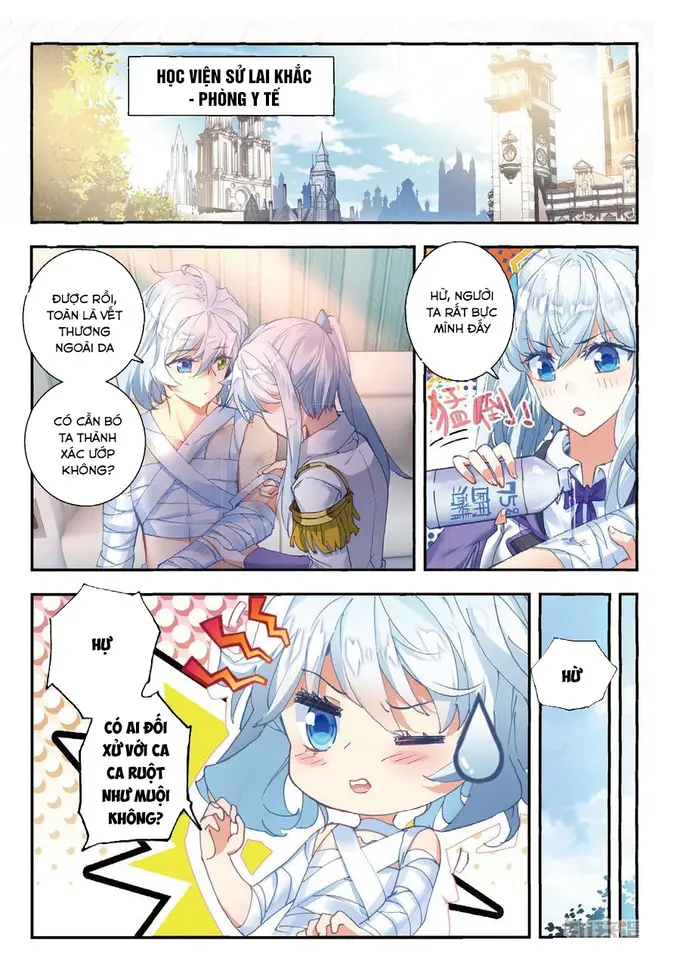 HỌC VIỆN SỬ LAI KHẮC
- PHÒNG Y TẾ
ĐƯỢC RỒI,
TOÀN LÀ VẾT
THƯƠNG
NGOÀI DA
CÓ CẦN BÓ
TA THÀNH
XÁC ƯỚP
KHÔNG?
HỪ, NGƯỜI
TA RẤT BỰC
MÌNH ĐẤY
猛倒!!
75%
HỰ
CÓ AI ĐỐI
XỬ VỚI CA
CA RUỘT
NHƯ MUỘI
KHÔNG?
HỪ